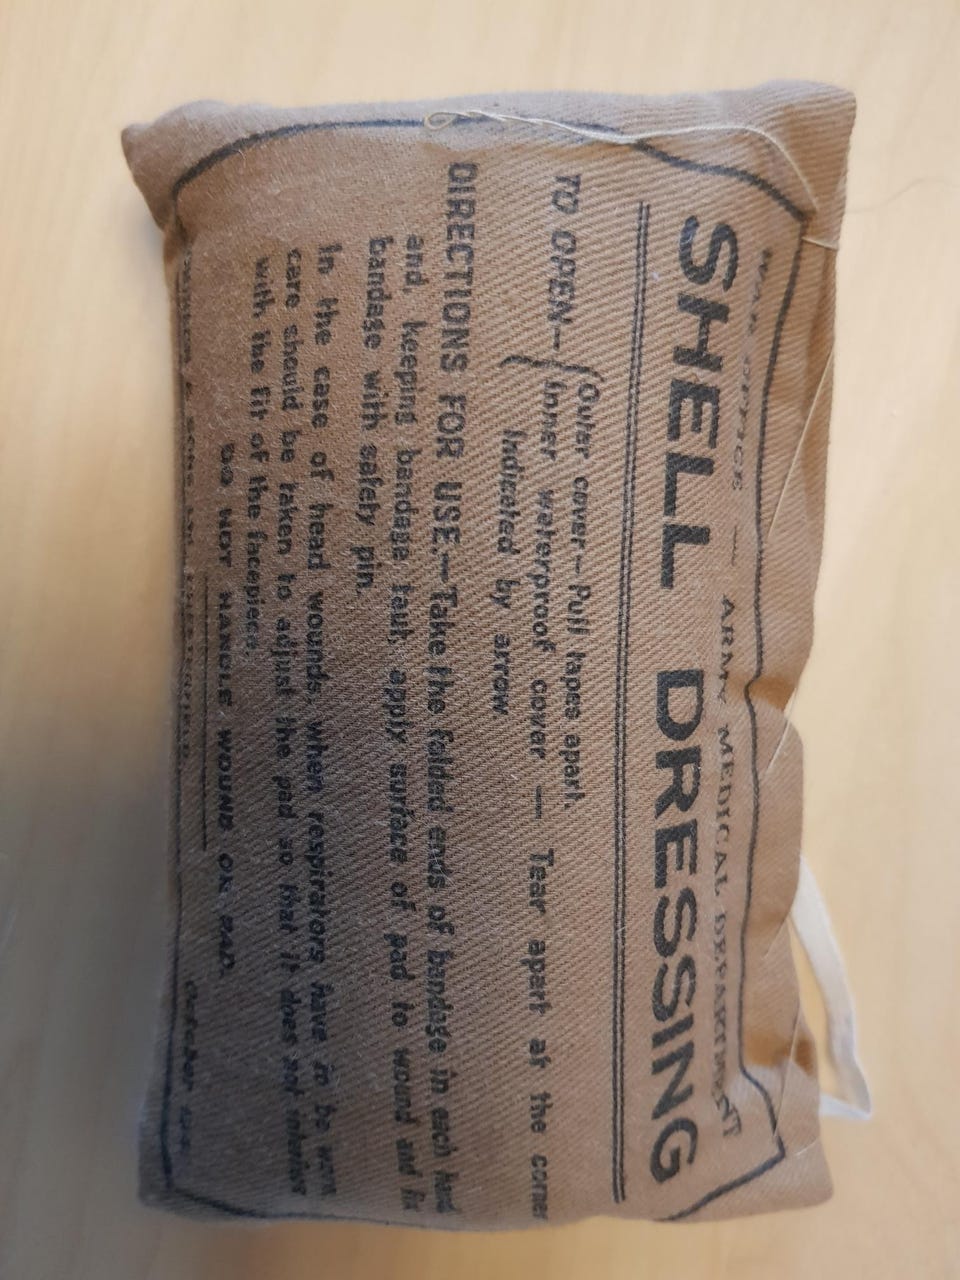 WAR OFFICE — ARMY MEDICAL DEPARTMENT
SHELL DRESSING
TO OPEN— { Outer cover— Pull tapes apart.
Inner waterproof cover — Tear apart at the corner
indicated by arrow.
DIRECTIONS FOR USE.—Take the folded ends of bandage in each hand
and, keeping bandage taut, apply surface of pad to wound and fix
bandage with safety pin.
In the case of head wounds, when respirators have to be worn
care should be taken to adjust the pad so that it does not interfere
with the fit of the facepiece.
DO NOT HANDLE WOUND OR PAD.
& SONS LTD October